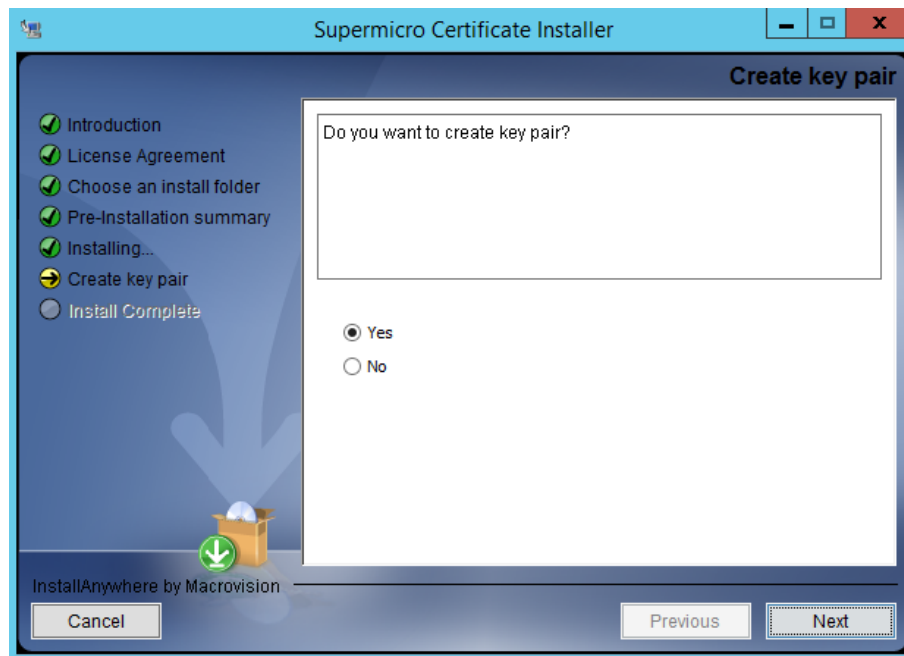 Supermicro Certificate Installer
Create key pair
Introduction
License Agreement
Choose an install folder
Pre-Installation summary
Installing...
Create key pair
Install Complete
Do you want to create key pair?
Yes
No
InstallAnywhere by Macrovision
Cancel
Previous
Next